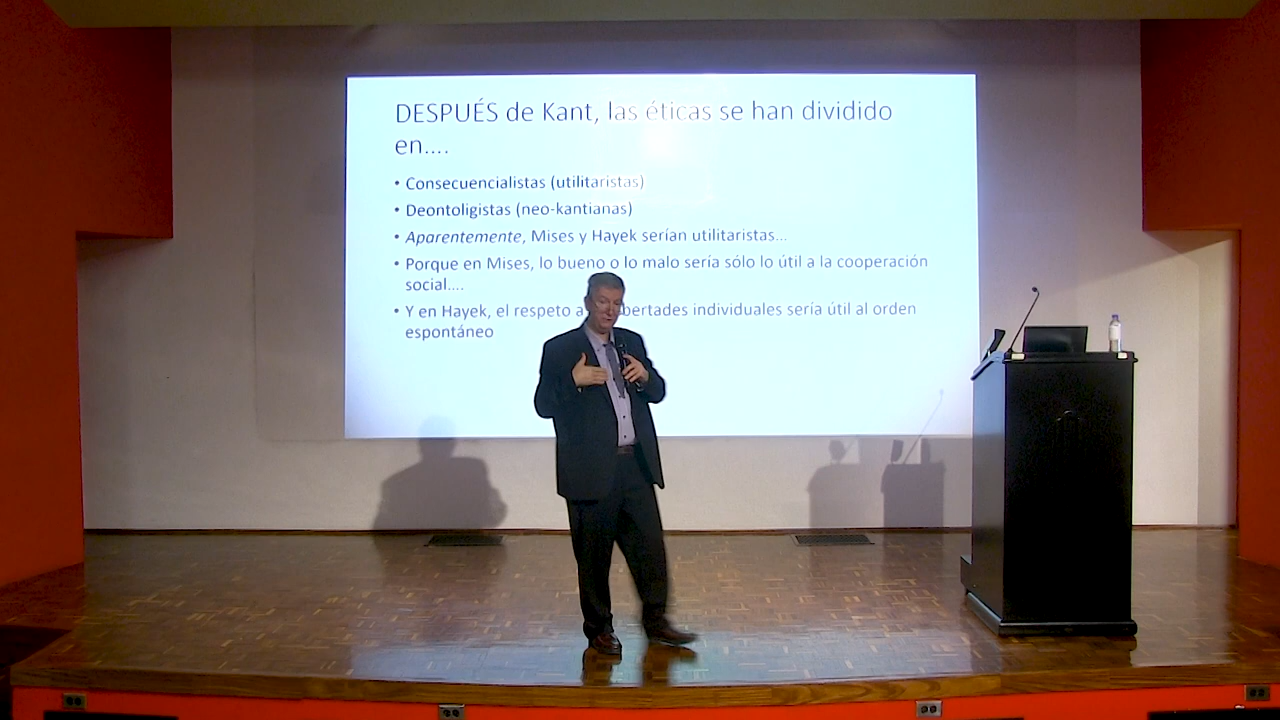 DESPUÉS de Kant, las éticas se han dividido
en....
• Consecuencialistas (utilitaristas)
• Deontoligistas (neo-kantianas)
• Aparentemente, Mises y Hayek serían utilitaristas...
• Porque en Mises, lo bueno o lo malo sería sólo lo útil a la cooperación
social....
• Y en Hayek, el respeto a libertades individuales sería útil al orden
espontáneo